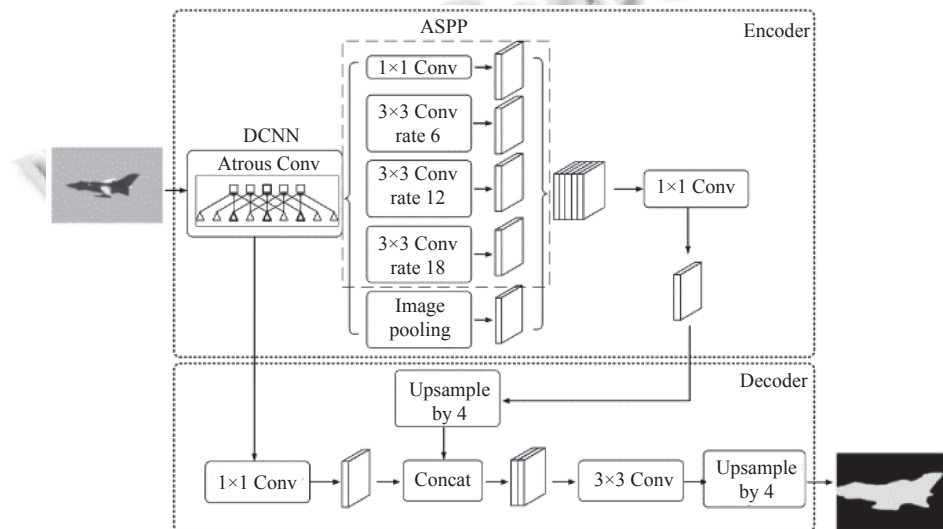 ASPP
Encoder
1×1 Conv
3×3 Conv
rate 6
DCNN
Atrous Conv
3×3 Conv
rate 12
1×1 Conv
3×3 Conv
rate 18
Image
pooling
Decoder
Upsample
by 4
1×1 Conv
Concat
3×3 Conv
Upsample
by 4